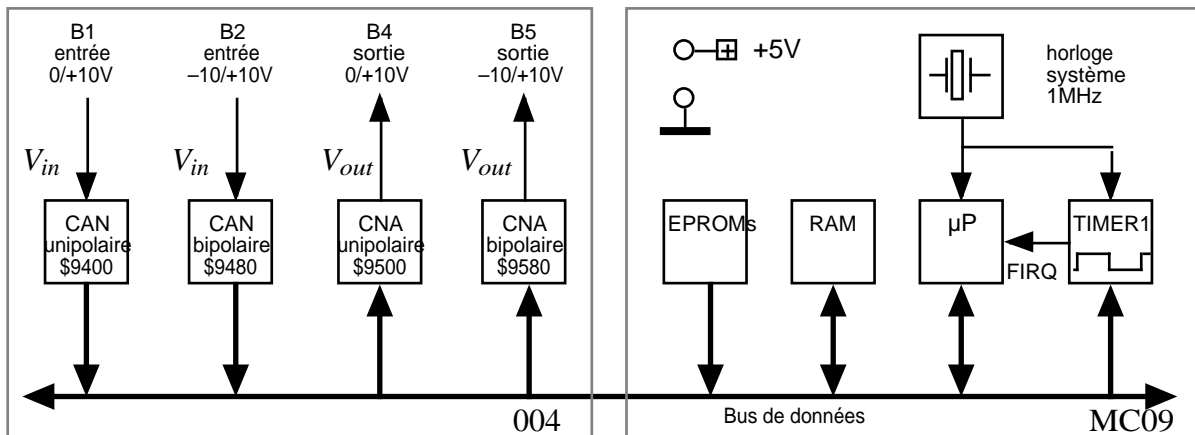 B1
entrée
0/+10V
B2
entrée
–10/+10V
B4
sortie
0/+10V
B5
sortie
–10/+10V
+5V
horloge
système
1MHz
Vin
Vin
Vout
Vout
CAN
unipolaire
$9400
CAN
bipolaire
$9480
CNA
unipolaire
$9500
CNA
bipolaire
$9580
EPROMs
RAM
µP
TIMER1
FIRQ
004
Bus de données
MC09